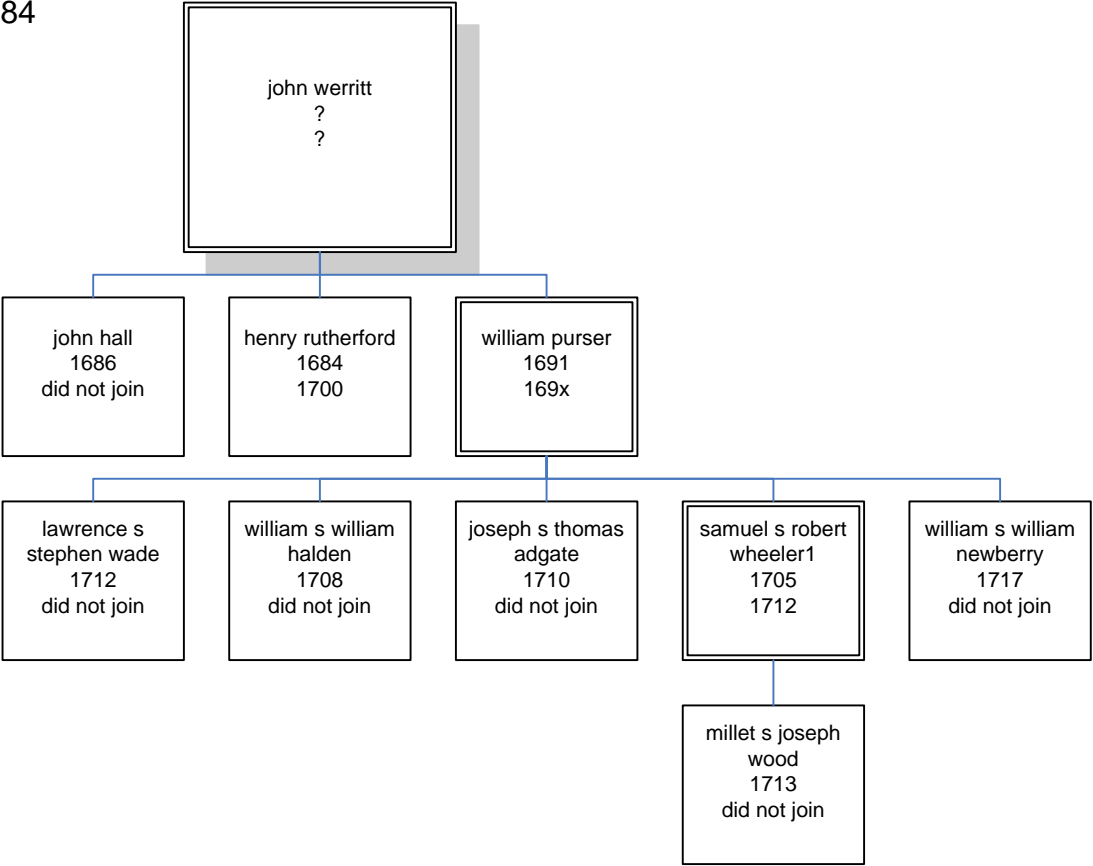 84
john werritt
?
?
john hall
1686
did not join
henry rutherford
1684
1700
william purser
1691
169x
lawrence s
stephen wade
1712
did not join
william s william
halden
1708
did not join
joseph s thomas
adgate
1710
did not join
samuel s robert
wheeler1
1705
1712
william s william
newberry
1717
did not join
millet s joseph
wood
1713
did not join